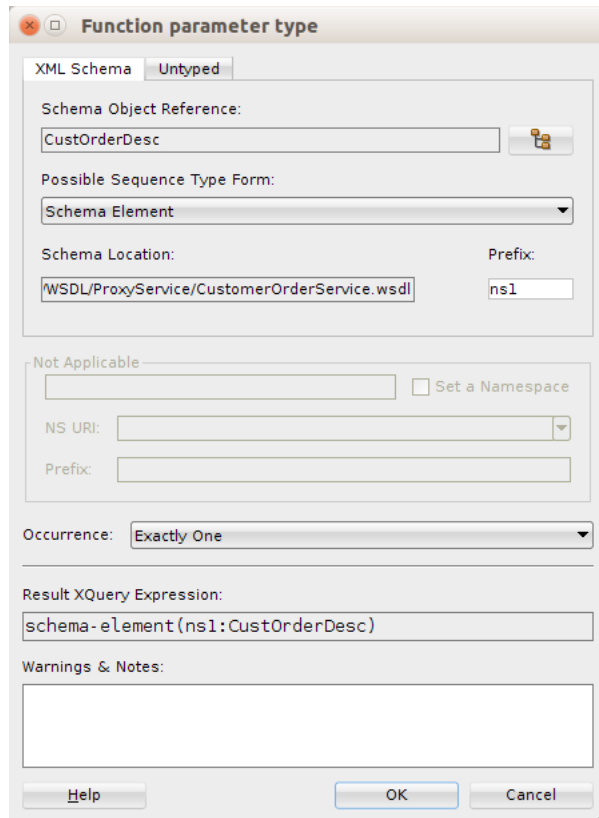 Function parameter type
XML Schema Untyped
Schema Object Reference:
CustOrderDesc
Possible Sequence Type Form:
Schema Element
Schema Location: Prefix:
/WSDL/ProxyService/CustomerOrderService.wsdl ns1
Not Applicable
Set a Namespace
NS URI:
Prefix:
Occurrence: Exactly One
Result XQuery Expression:
schema-element(ns1:CustOrderDesc)
Warnings & Notes:
Help OK Cancel